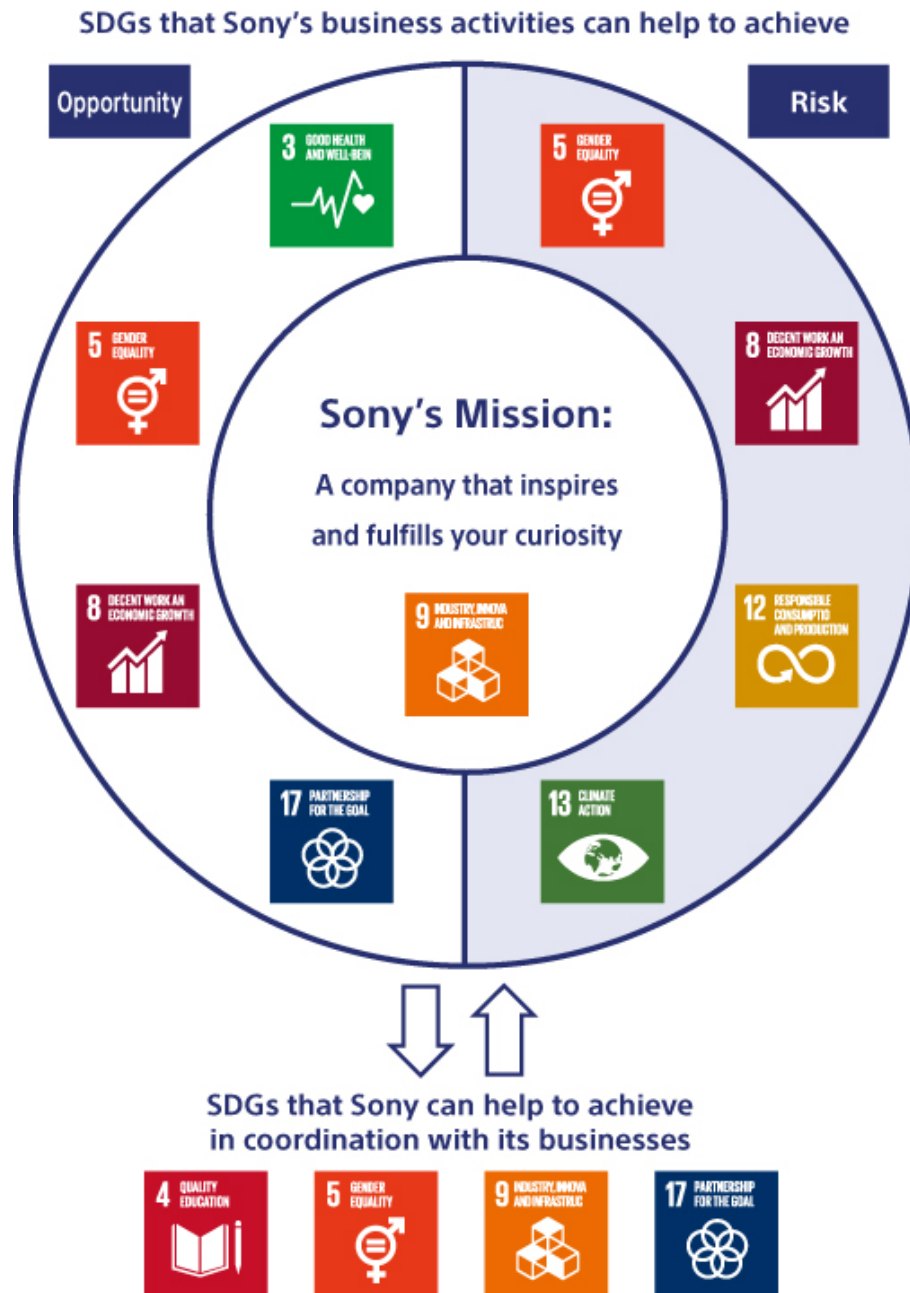 SDGs that Sony's business activities can help to achieve
Opportunity
Risk
3 GOOD HEALTH
AND WELL-BEIN
5 GENDER
EQUALITY
5 GENDER
EQUALITY
8 DECENT WORK AN
ECONOMIC GROWTH
Sony's Mission:
A company that inspires
and fulfills your curiosity
8 DECENT WORK AN
ECONOMIC GROWTH
9 INDUSTRY, INNOVA
AND INFRASTRUC
12 RESPONSIBLE
CONSUMPTIO
AND PRODUCTION
17 PARTNERSHIP
FOR THE GOAL
13 CLIMATE
ACTION
SDGs that Sony can help to achieve
in coordination with its businesses
4 QUALITY
EDUCATION
5 GENDER
EQUALITY
9 INDUSTRY, INNOVA
AND INFRASTRUC
17 PARTNERSHIP
FOR THE GOAL